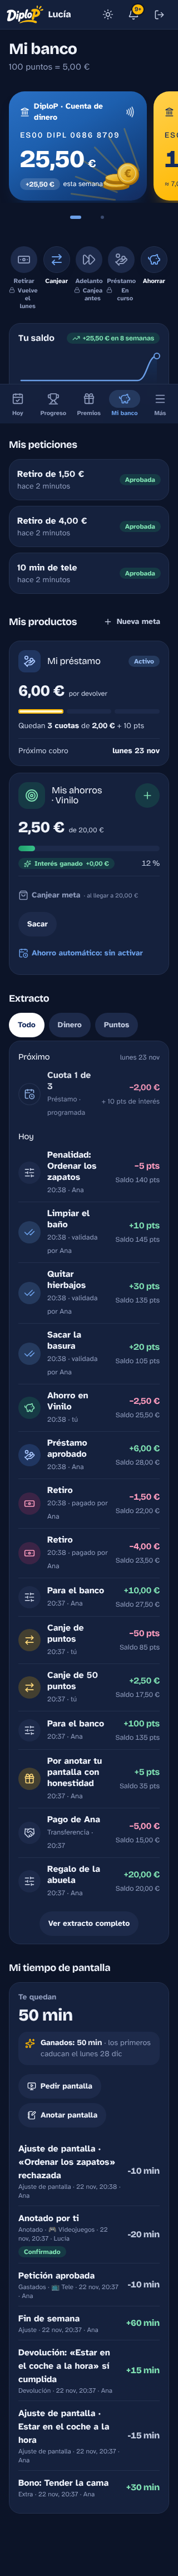 DiploP Lucía 9+
Mi banco
100 puntos = 5,00 €
DiploP · Cuenta de
dinero
ES00 DIPL 0686 8709
25,50 €
+25,50 € esta semana
Retirar
Canjear
Adelanto
Préstamo
Ahorrar
Vuelve
el
lunes
Canjea
antes
En
curso
Tu saldo
+25,50 € en 8 semanas
Hoy
Progreso
Premios
Mi banco
Más
Mis peticiones
Retiro de 1,50 €
hace 2 minutos
Aprobada
Retiro de 4,00 €
hace 2 minutos
Aprobada
10 min de tele
hace 2 minutos
Aprobada
Mis productos
+ Nueva meta
Mi préstamo
Activo
6,00 € por devolver
Quedan 3 cuotas de 2,00 € + 10 pts
Próximo cobro
lunes 23 nov
Mis ahorros
· Vinilo
2,50 € de 20,00 €
Interés ganado +0,00 €
12 %
Canjear meta · al llegar a 20,00 €
Sacar
Ahorro automático: sin activar
Extracto
Todo
Dinero
Puntos
Próximo
lunes 23 nov
Cuota 1 de
3
Préstamo ·
programada
−2,00 €
+ 10 pts de interés
Hoy
Penalidad:
Ordenar los
zapatos
20:38 · Ana
−5 pts
Saldo 140 pts
Limpiar el
baño
20:38 · validada
por Ana
+10 pts
Saldo 145 pts
Quitar
hierbajos
20:38 · validada
por Ana
+30 pts
Saldo 135 pts
Sacar la
basura
20:38 · validada
por Ana
+20 pts
Saldo 105 pts
Ahorro en
Vinilo
20:38 · tú
−2,50 €
Saldo 25,50 €
Préstamo
aprobado
20:38 · Ana
+6,00 €
Saldo 28,00 €
Retiro
20:38 · pagado por
Ana
−1,50 €
Saldo 22,00 €
Retiro
20:38 · pagado por
Ana
−4,00 €
Saldo 23,50 €
Para el banco
20:37 · Ana
+10,00 €
Saldo 27,50 €
Canje de
puntos
20:37 · tú
−50 pts
Saldo 85 pts
Canje de 50
puntos
20:37 · tú
+2,50 €
Saldo 17,50 €
Para el banco
20:37 · Ana
+100 pts
Saldo 135 pts
Por anotar tu
pantalla con
honestidad
20:37 · Ana
+5 pts
Saldo 35 pts
Pago de Ana
Transferencia ·
20:37
−5,00 €
Saldo 15,00 €
Regalo de la
abuela
20:37 · Ana
+20,00 €
Saldo 20,00 €
Ver extracto completo
Mi tiempo de pantalla
Te quedan
50 min
Ganados: 50 min · los primeros
caducan el lunes 28 dic
Pedir pantalla
Anotar pantalla
Ajuste de pantalla ·
«Ordenar los zapatos»
rechazada
Ajuste de pantalla · 22 nov, 20:38 ·
Ana
-10 min
Anotado por ti
Anotado · 🎮 Videojuegos · 22
nov, 20:37 · Lucía
Confirmado
-20 min
Petición aprobada
Gastados · 📺 Tele · 22 nov, 20:37
· Ana
-10 min
Fin de semana
Ajuste · 22 nov, 20:37 · Ana
+60 min
Devolución: «Estar en
el coche a la hora» sí
cumplida
Devolución · 22 nov, 20:37 · Ana
+15 min
Ajuste de pantalla ·
Estar en el coche a la
hora
Ajuste de pantalla · 22 nov, 20:37 ·
Ana
-15 min
Bono: Tender la cama
Extra · 22 nov, 20:37 · Ana
+30 min